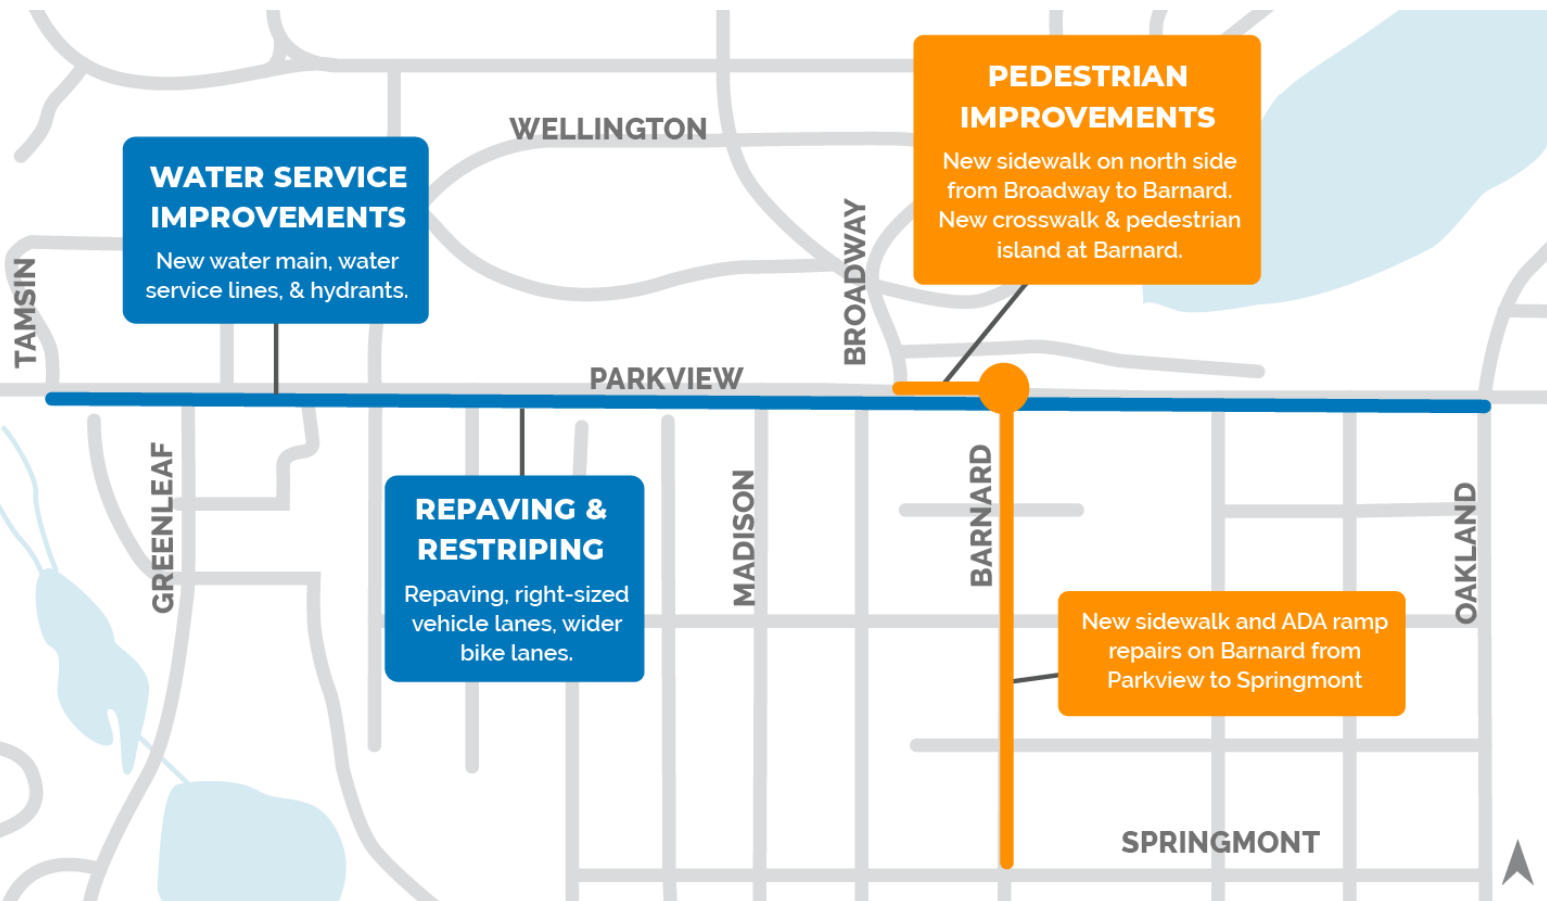 PEDESTRIAN
IMPROVEMENTS
New sidewalk on north side
from Broadway to Barnard.
New crosswalk & pedestrian
island at Barnard.
WELLINGTON
WATER SERVICE
IMPROVEMENTS
New water main, water
service lines, & hydrants.
TAMSIN
BROADWAY
PARKVIEW
GREENLEAF
REPAVING &
RESTRIPING
Repaving, right-sized
vehicle lanes, wider
bike lanes.
MADISON
BARNARD
OAKLAND
New sidewalk and ADA ramp
repairs on Barnard from
Parkview to Springmont
SPRINGMONT